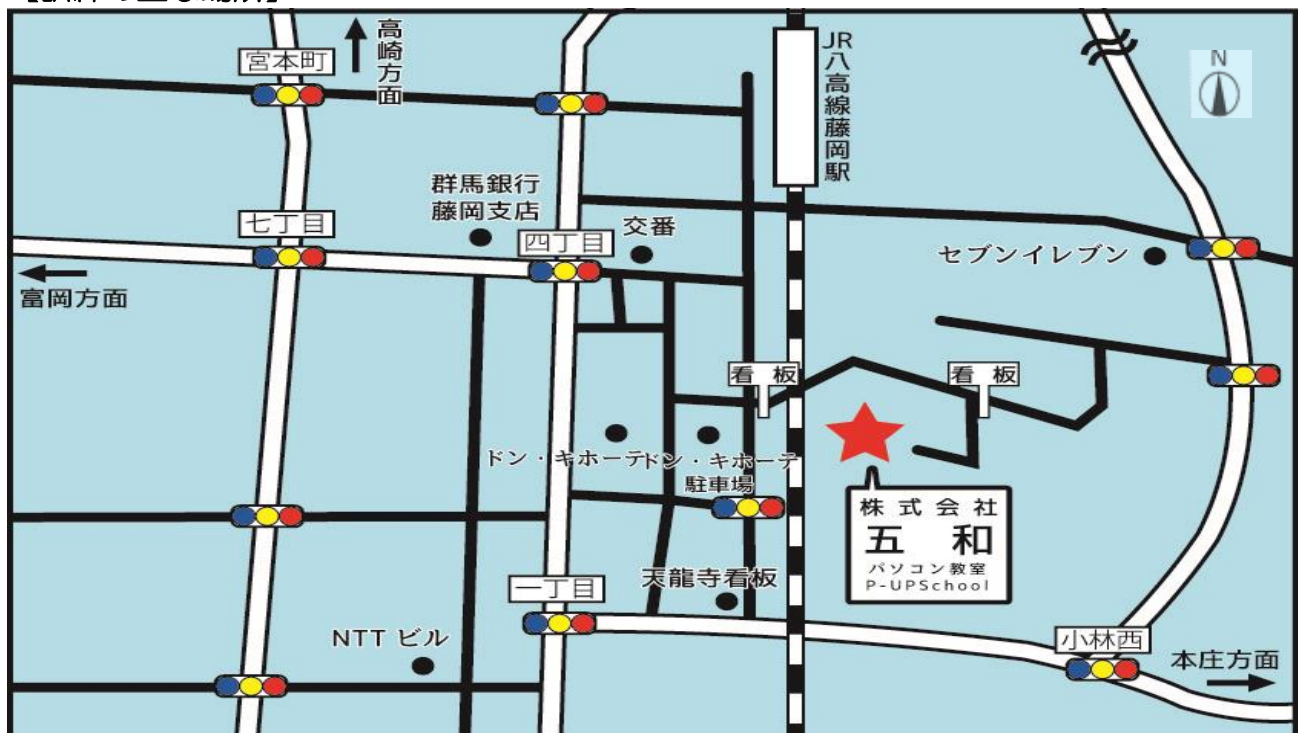 高崎方面
宮本町
JR八高線藤岡駅
N
群馬銀行
藤岡支店
七丁目
四丁目
交番
セブンイレブン
富岡方面
看板
看板
ドン・キホーテ
ドン・キホーテ
駐車場
株式会社
五和
パソコン教室
P-UPSchool
天龍寺看板
一丁目
NTTビル
小林西
本庄方面